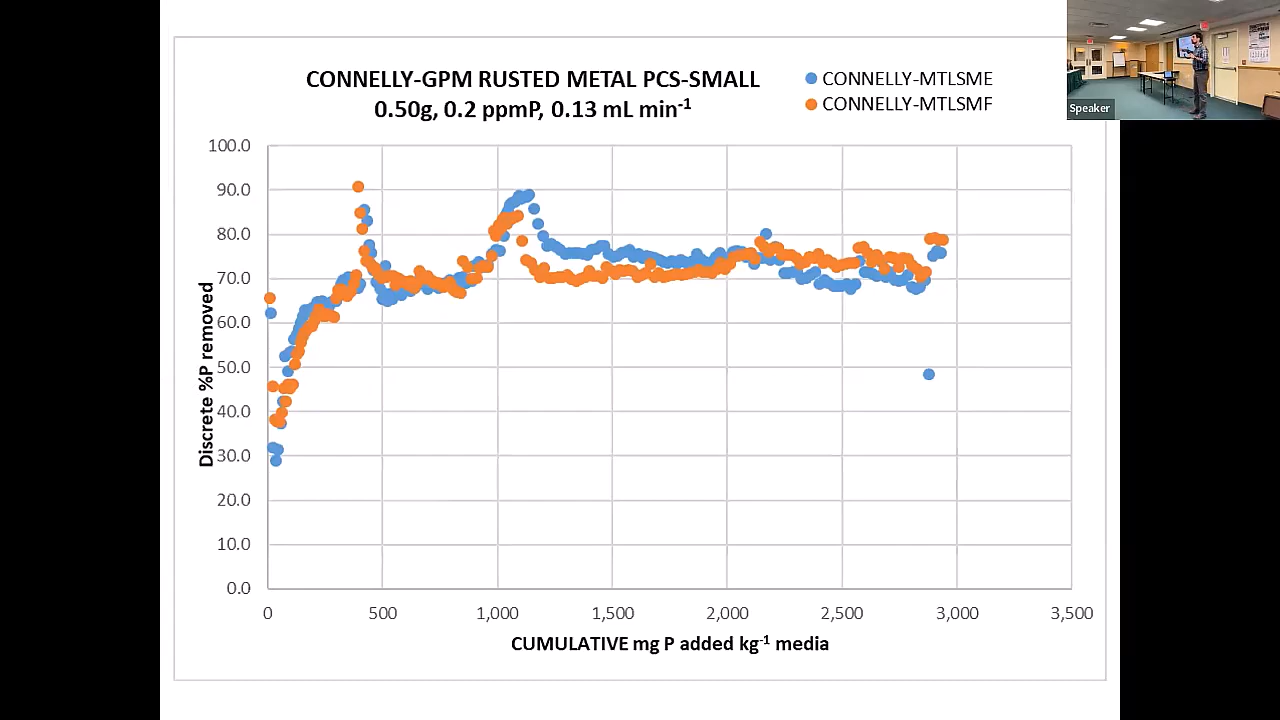 CONNELLY-GPM RUSTED METAL PCS-SMALL
0.50g, 0.2 ppmP, 0.13 mL min-1
CONNELLY-MTLSME
CONNELLY-MTLSMF
Speaker
100.0
90.0
80.0
70.0
60.0
50.0
40.0
30.0
20.0
10.0
0.0
Discrete %P removed
0 500 1,000 1,500 2,000 2,500 3,000 3,500
CUMULATIVE mg P added kg-1 media